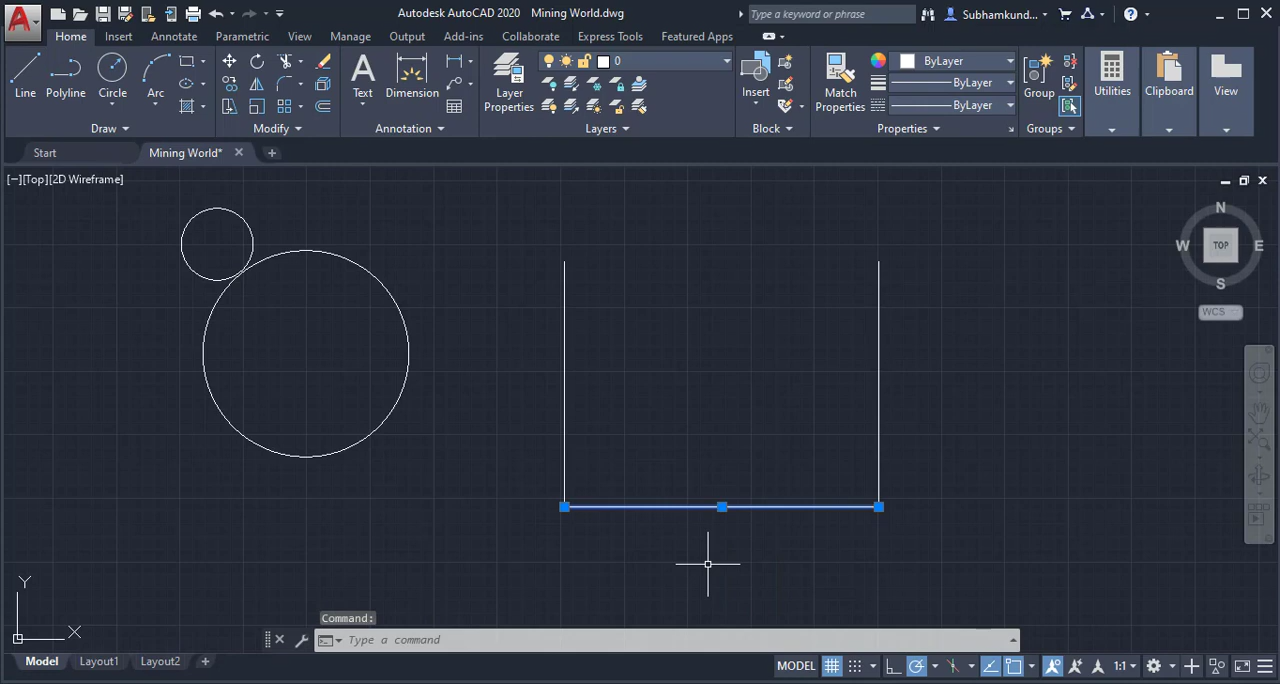 Autodesk AutoCAD 2020 Mining World.dwg
Type a keyword or phrase
Subhamkund...
Home Insert Annotate Parametric View Manage Output Add-ins Collaborate Express Tools Featured Apps
0
ByLayer
ByLayer
ByLayer
Line Polyline Circle Arc
Text Dimension
Layer Properties
Insert
Match Properties
Group
Utilities
Clipboard
View
Draw
Modify
Annotation
Layers
Block
Properties
Groups
Start
Mining World*
[−][Top][2D Wireframe]
N
W TOP E
S
WCS
Y
X
Command:
Type a command
Model Layout1 Layout2
MODEL
1:1